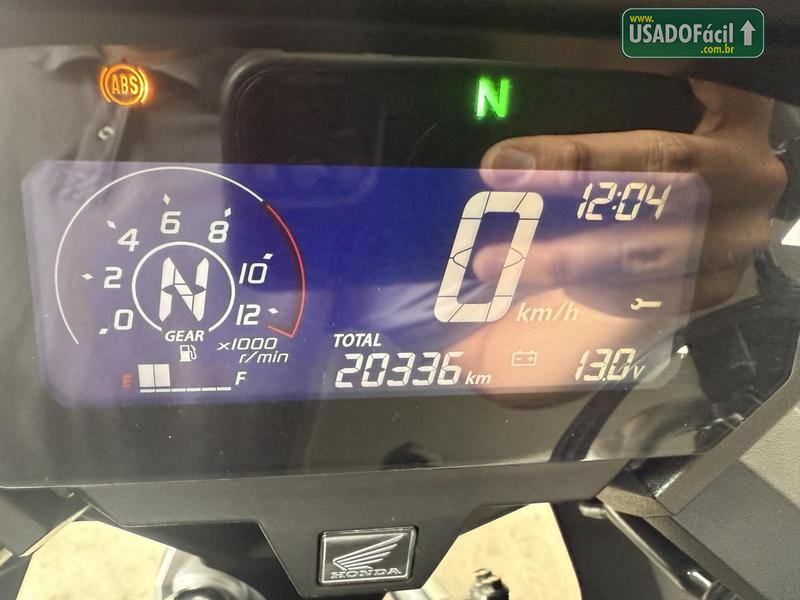 www.
USADOFácil
.com.br
ABS
N
12:04
0 2 4 6 8 10 12
N
GEAR
x1000
r/min
0
km/h
TOTAL
20336 km
13.0 V
E F
HONDA